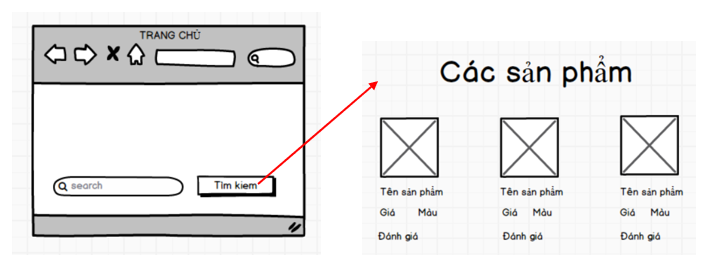 TRANG CHỦ
search
Tìm kiem
Các sản phẩm
Tên sản phẩm Tên sản phẩm Tên sản phẩm
Giá Màu Giá Màu Giá Màu
Đánh giá Đánh giá Đánh giá